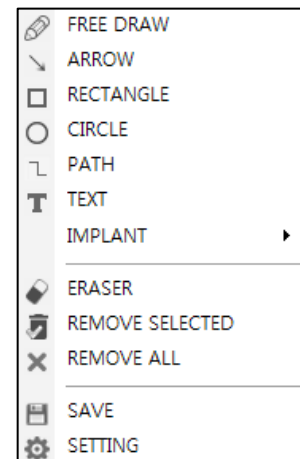 FREE DRAW
ARROW
RECTANGLE
CIRCLE
PATH
TEXT
IMPLANT
ERASER
REMOVE SELECTED
REMOVE ALL
SAVE
SETTING